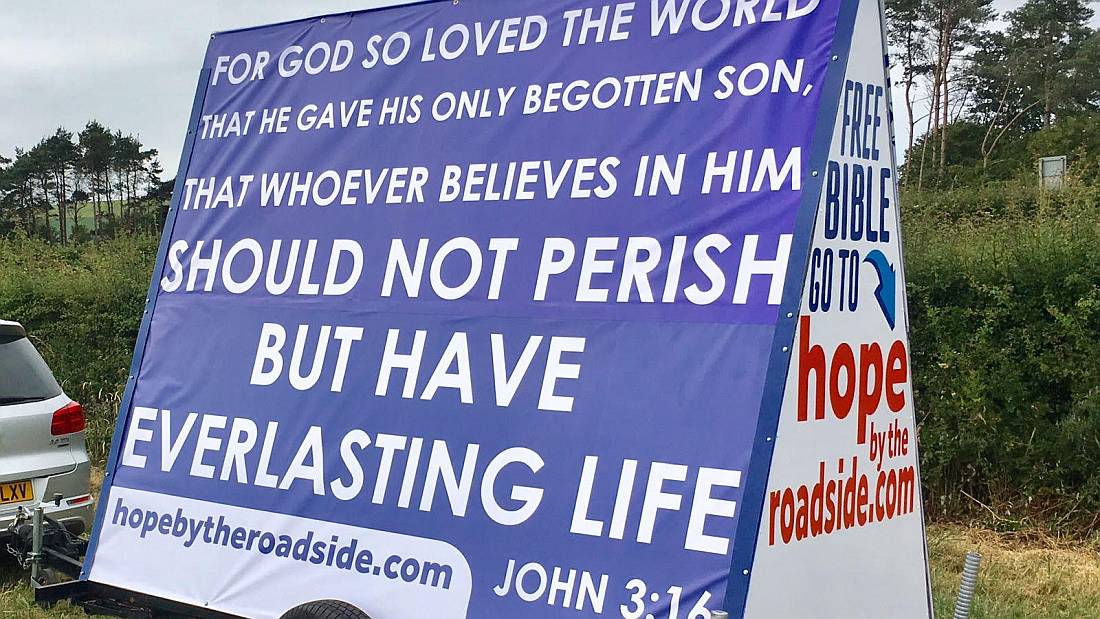 FOR GOD SO LOVED THE WORLD
THAT HE GAVE HIS ONLY BEGOTTEN SON,
THAT WHOEVER BELIEVES IN HIM
SHOULD NOT PERISH
BUT HAVE
EVERLASTING LIFE
hopebytheroadside.com
JOHN 3:16
FREE
BIBLE
GO TO
hope
by the
roadside.com
LXV